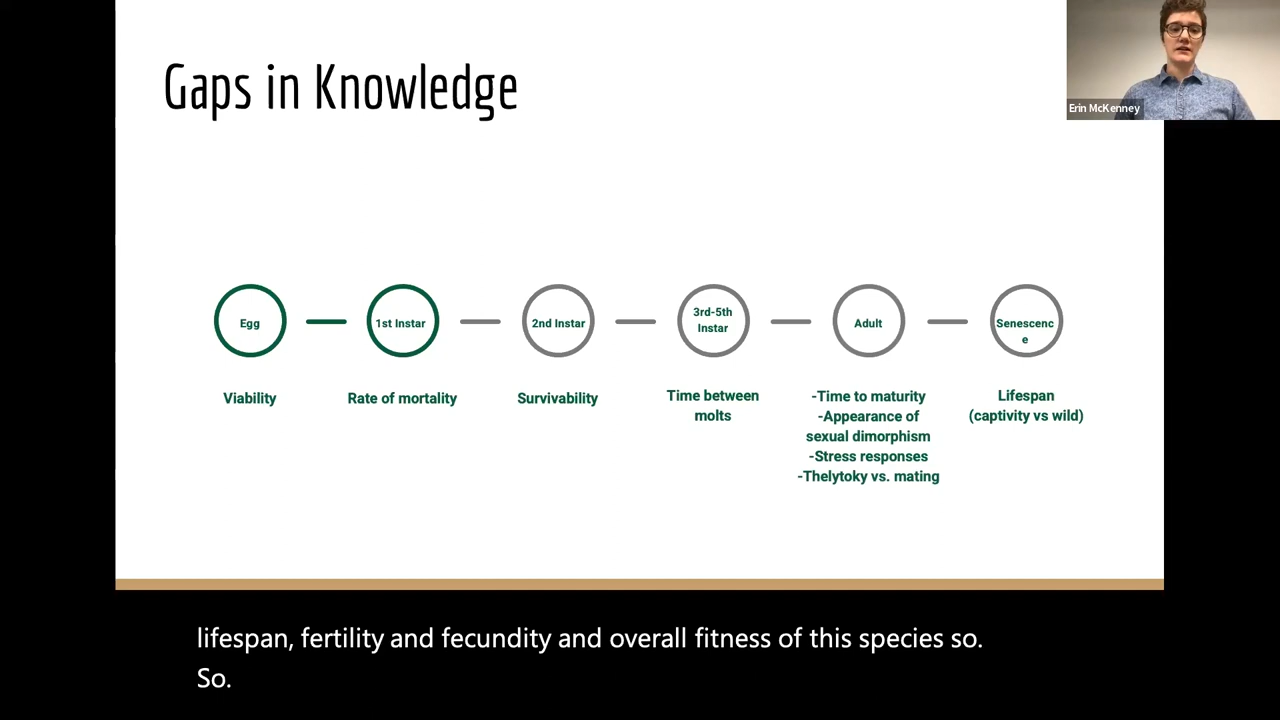 Gaps in Knowledge
Erin McKenney
Egg
1st Instar
2nd Instar
3rd-5th
Instar
Adult
Senescenc
e
Viability
Rate of mortality
Survivability
Time between
molts
-Time to maturity
-Appearance of
sexual dimorphism
-Stress responses
-Thelytoky vs. mating
Lifespan
(captivity vs wild)
lifespan, fertility and fecundity and overall fitness of this species so.
So.